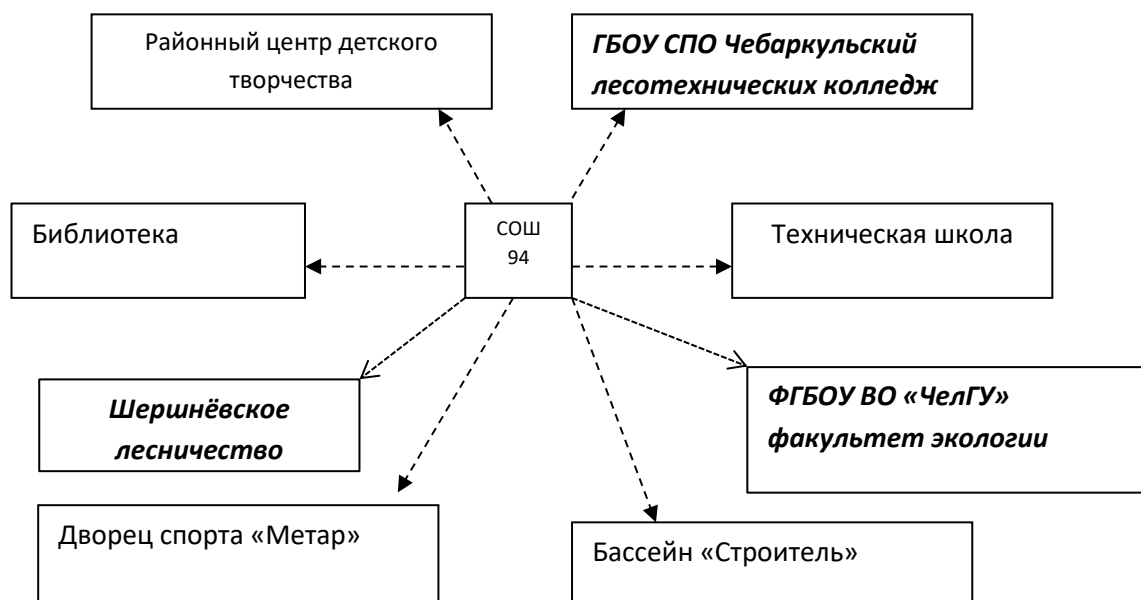 Районный центр детского
творчества
ГБОУ СПО Чебаркульский
лесотехнических колледж
Библиотека
СОШ
94
Техническая школа
Шершнёвское
лесничество
ФГБОУ ВО «ЧелГУ»
факультет экологии
Дворец спорта «Метар»
Бассейн «Строитель»